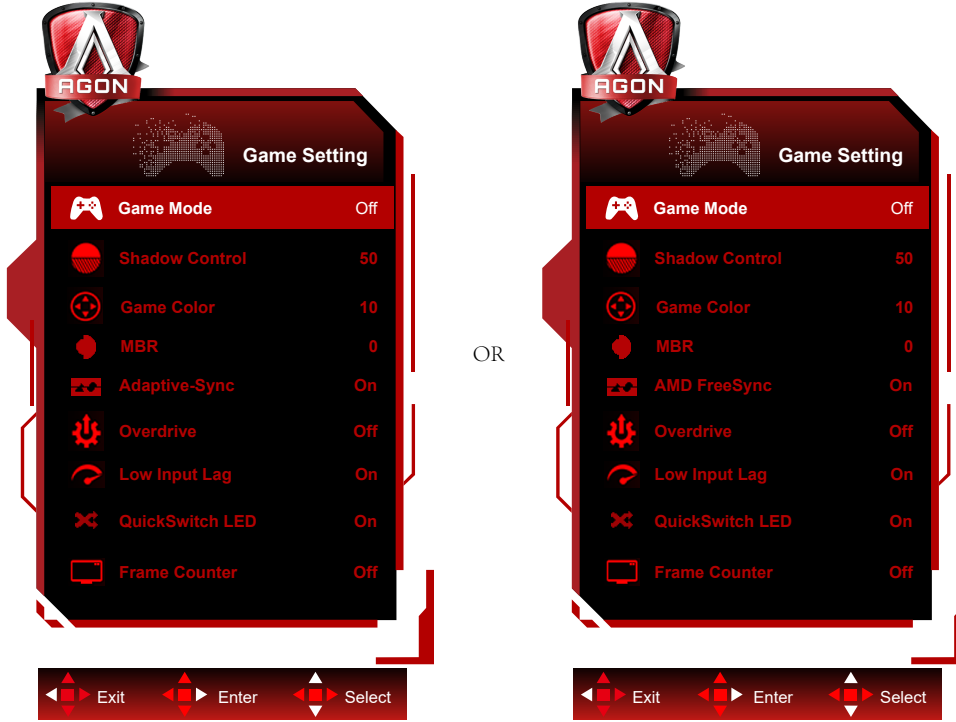 AGON
Game Setting
Game Mode Off
Shadow Control 50
Game Color 10
MBR 0
Adaptive-Sync On
Overdrive Off
Low Input Lag On
QuickSwitch LED On
Frame Counter Off
Exit Enter Select
OR
AGON
Game Setting
Game Mode Off
Shadow Control 50
Game Color 10
MBR 0
AMD FreeSync On
Overdrive Off
Low Input Lag On
QuickSwitch LED On
Frame Counter Off
Exit Enter Select